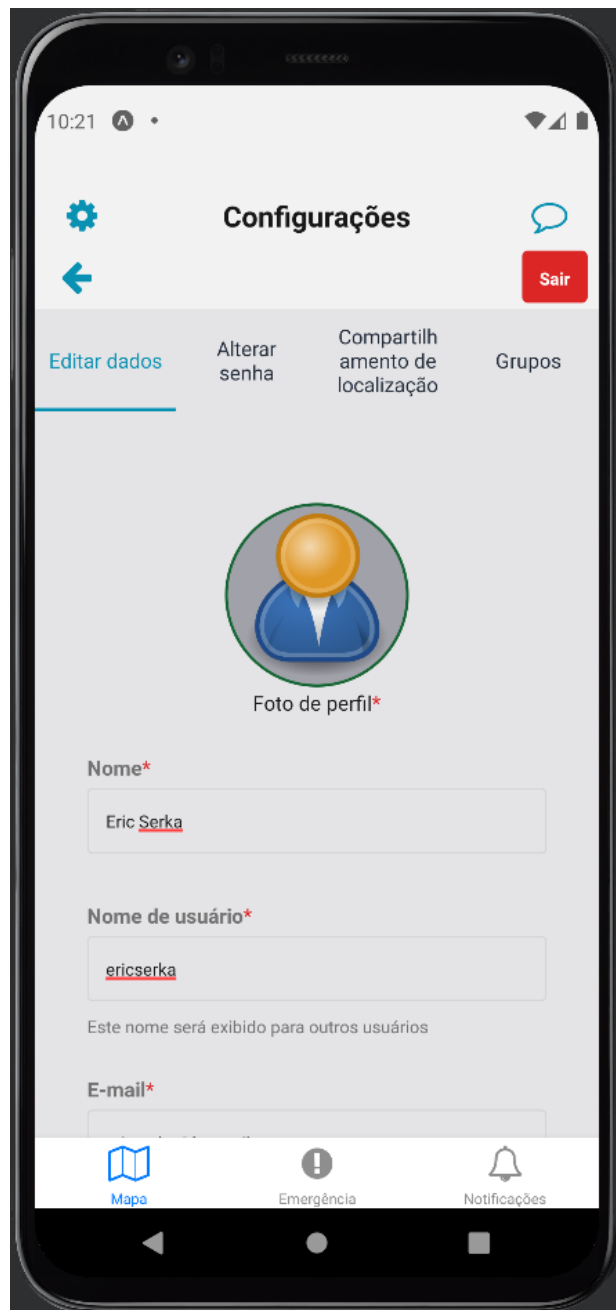 10:21
Configurações
Sair
Editar dados
Alterar
senha
Compartilh
amento de
localização
Grupos
Foto de perfil*
Nome*
Eric Serka
Nome de usuário*
ericserka
Este nome será exibido para outros usuários
E-mail*
Mapa
Emergência
Notificações